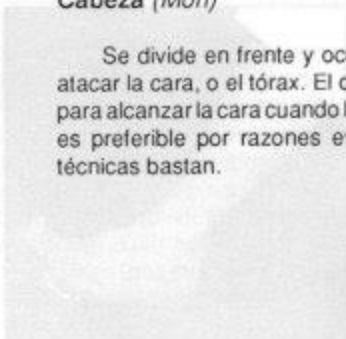 Cabeza (Mori)
Se divide en frente y oc
atacar la cara, o el tórax. El
para alcanzar la cara cuando
es preferible por razones e
técnicas bastan.